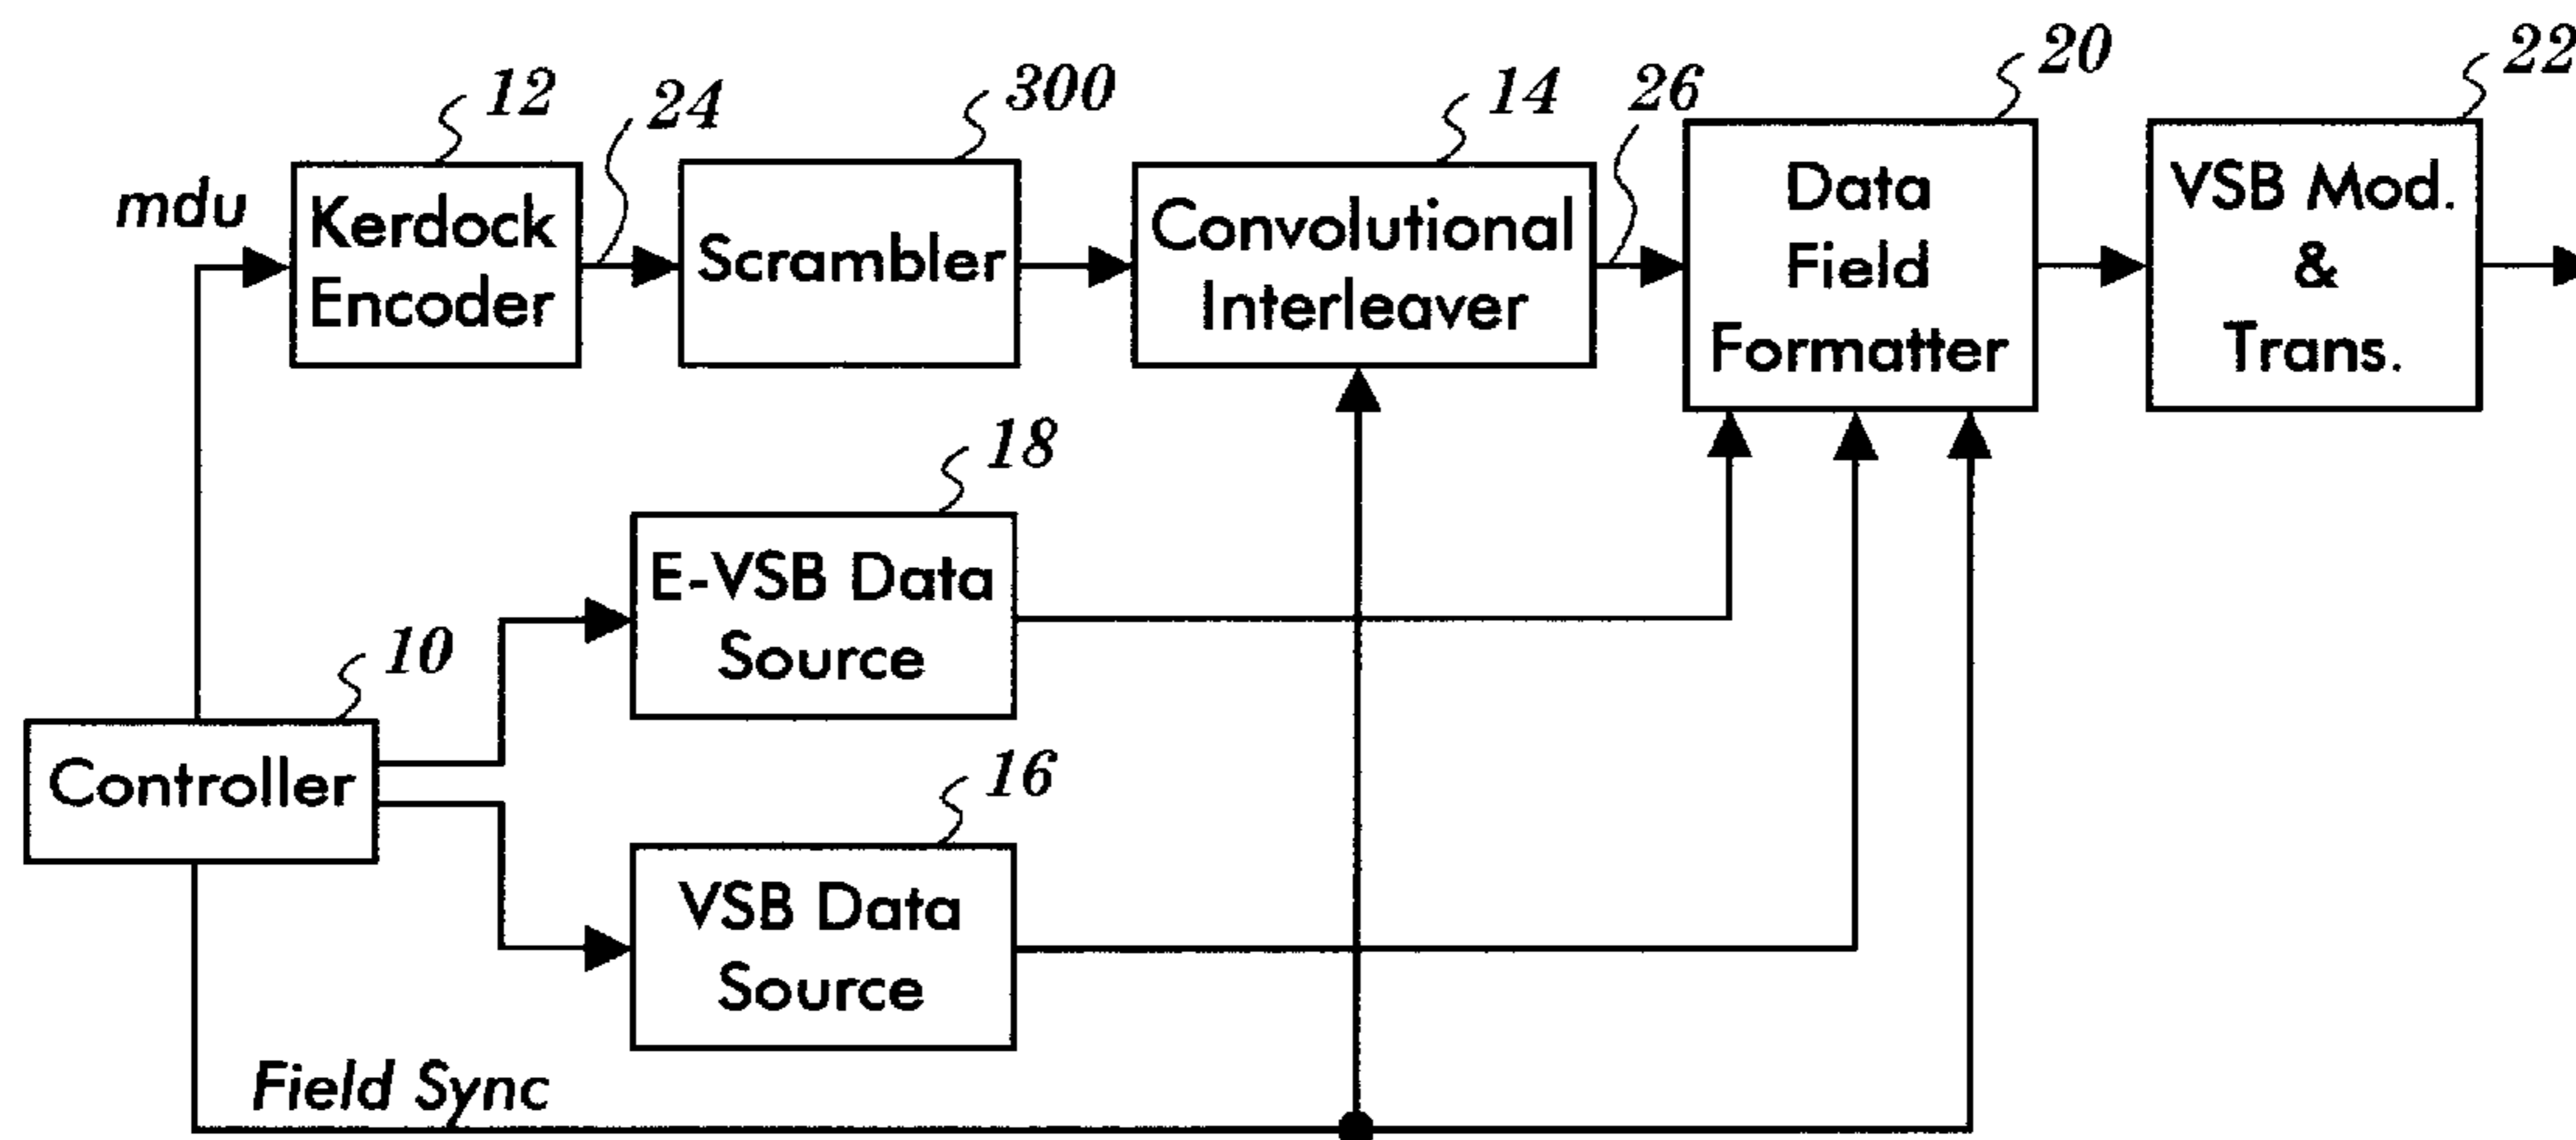 12
24
300
14
26
20
22
mdu
Kerdock
Encoder
Scrambler
Convolutional
Interleaver
Data
Field
Formatter
VSB Mod.
&
Trans.
18
E-VSB Data
Source
10
Controller
16
VSB Data
Source
Field Sync